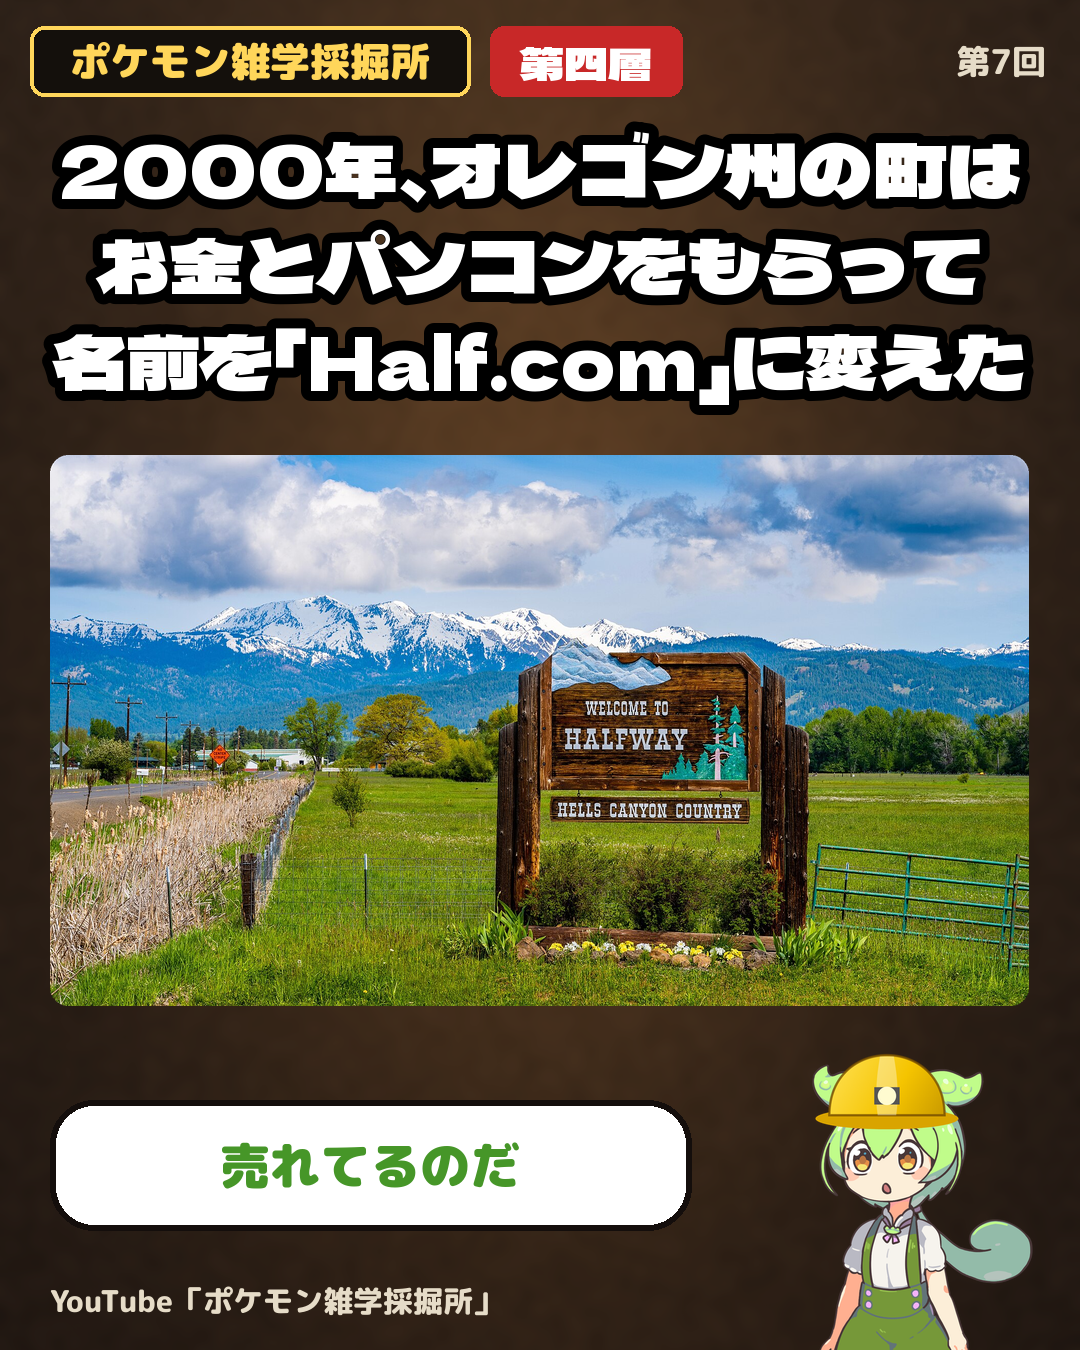 ポケモン雑学採掘所
第四層
第7回
2000年、オレゴン州の町は
お金とパソコンをもらって
名前を「Half.com」に変えた
WELCOME TO
HALFWAY
HELLS CANYON COUNTRY
売れてるのだ
YouTube「ポケモン雑学採掘所」